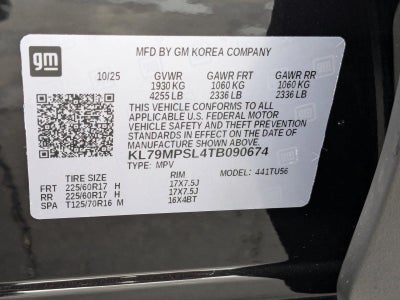 gm
MFD BY GM KOREA COMPANY
10/25 GVWR GAWR FRT GAWR RR
1930 KG 1060 KG 1060 KG
4255 LB 2336 LB 2336 LB
THIS VEHICLE CONFORMS TO ALL
APPLICABLE U.S. FEDERAL MOTOR
VEHICLE SAFETY AND THEFT
PREVENTION STANDARDS IN
EFFECT ON THE DATE OF
MANUFACTURE SHOWN ABOVE.
KL79MPSL4TB090674
TYPE: MPV MODEL: 441TU56
TIRE SIZE RIM
FRT 225/60R17 H 17X7.5J
RR 225/60R17 H 17X7.5J
SPA T125/70R16 M 16X4BT